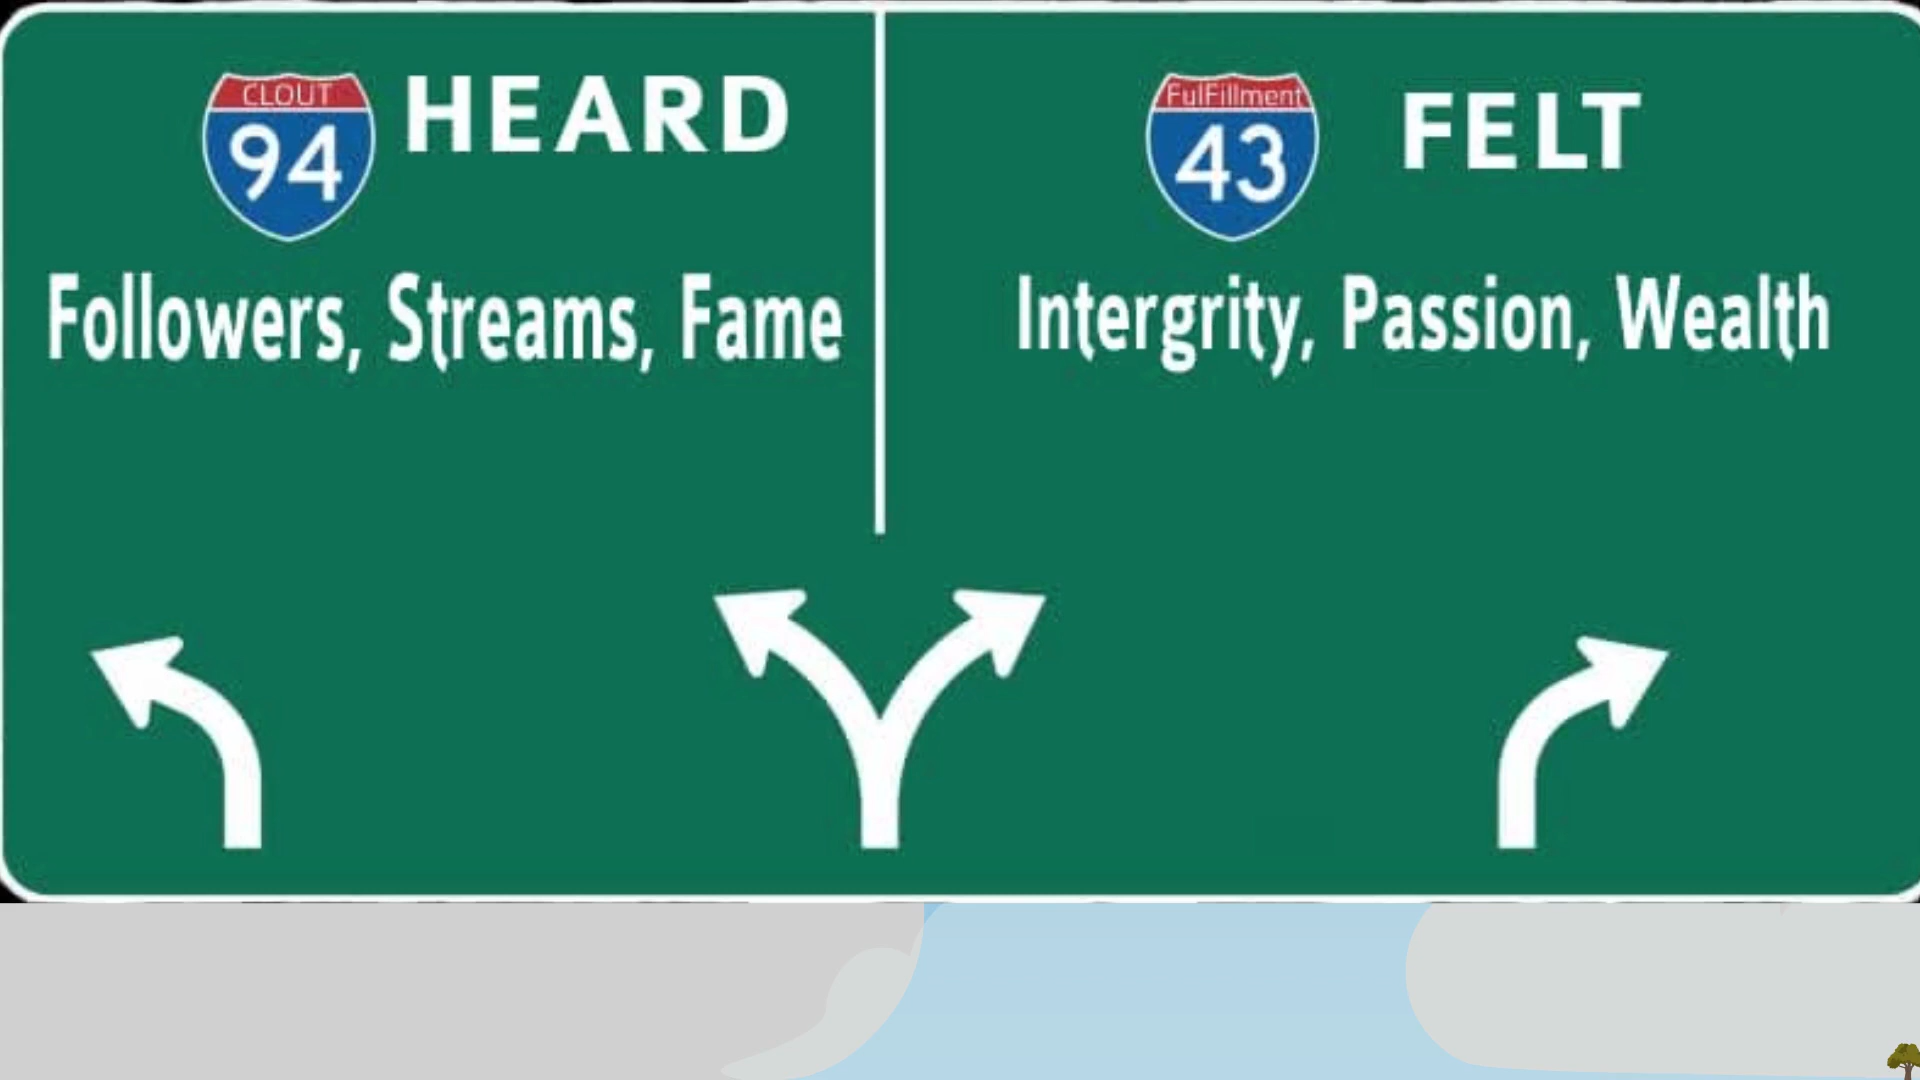 CLOUT
94
HEARD
Followers, Streams, Fame
FulFillment
43
FELT
Intergrity, Passion, Wealth